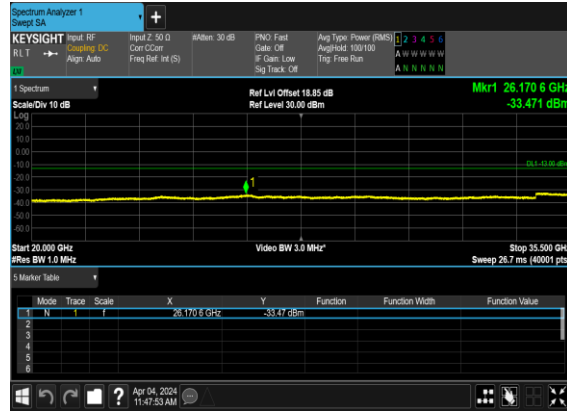 Spectrum Analyzer 1
Swept SA
KEYSIGHT Input: RF Input Z: 50 Ω #Atten: 30 dB PNO: Fast Avg Type: Power (RMS) 1 2 3 4 5 6
RLT Coupling: DC Corr CCorr Gate: Off Avg|Hold: 100/100 A W W W W W
Align: Auto Freq Ref: Int (S) IF Gain: Low Trig: Free Run
Sig Track: Off A N N N N N
1 Spectrum Ref Lvl Offset 18.85 dB Mkr1 26.170 6 GHz
Scale/Div 10 dB Ref Level 30.00 dBm -33.471 dBm
Log
20.0
10.0
0.00
-10.0 DL1 -13.00 dBm
-20.0
-30.0 1
-40.0
-50.0
-60.0
Start 20.000 GHz Video BW 3.0 MHz* Stop 35.500 GHz
#Res BW 1.0 MHz Sweep 26.7 ms (40001 pts)
5 Marker Table
Mode Trace Scale X Y Function Function Width Function Value
1 N 1 f 26.170 6 GHz -33.47 dBm
2
3
4
5
6
? Apr 04, 2024
11:47:53 AM